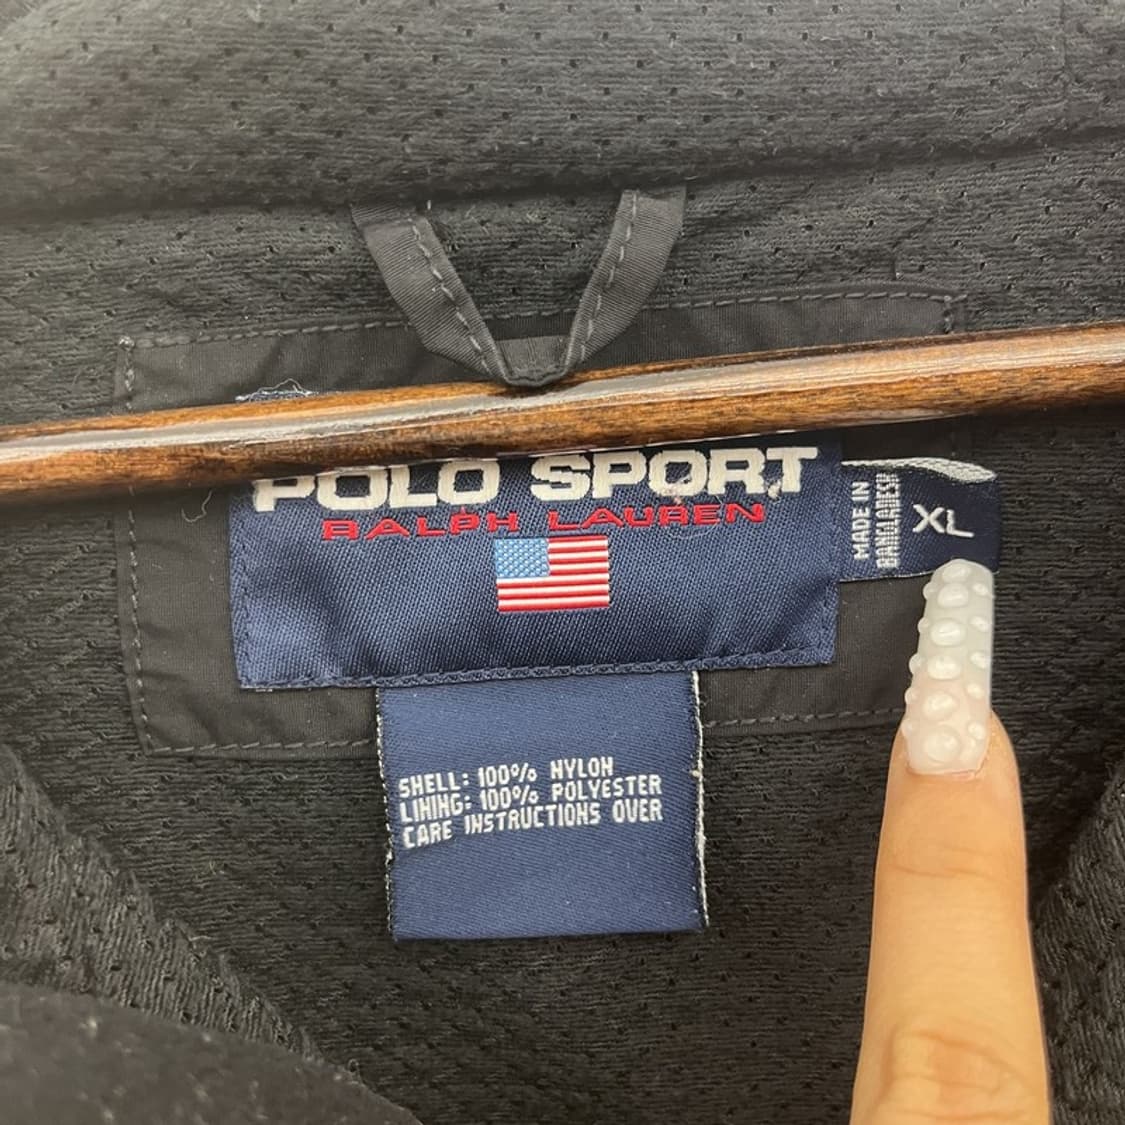 POLO SPORT
RALPH LAUREN
MADE IN
BANGLADESH
XL
SHELL: 100% NYLON
LINING: 100% POLYESTER
CARE INSTRUCTIONS OVER